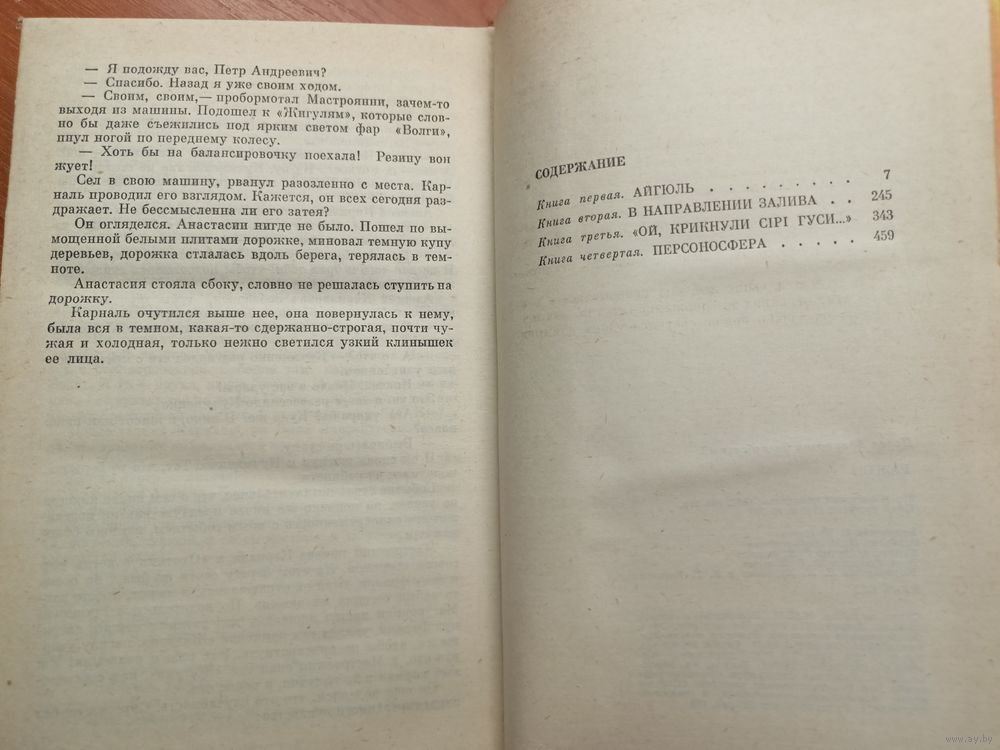 — Я подожду вас, Петр Андреевич?
— Спасибо. Назад я уже своим ходом.
— Своим, своим,— пробормотал Мастроянни, зачем-то
выходя из машины. Подошел к «Жигулям», которые слов-
но бы даже съежились под ярким светом фар «Волги»,
пнул ногой по переднему колесу.
— Хоть бы на балансировочку поехала! Резину вон
жует!
Сел в свою машину, рванул разозленно с места. Кар-
наль проводил его взглядом. Кажется, он всех сегодня раз-
дражает. Не бессмысленна ли его затея?
Он огляделся. Анастасии нигде не было. Пошел по вы-
мощенной белыми плитами дорожке, миновал темную купу
деревьев, дорожка стлалась вдоль берега, терялась в тем-
ноте.
Анастасия стояла сбоку, словно не решалась ступить на
дорожку.
Карналь очутился выше нее, она повернулась к нему,
была вся в темном, какая-то сдержанно-строгая, почти чу-
жая и холодная, только нежно светился узкий клинышек
ее лица.
СОДЕРЖАНИЕ
Книга первая. АЙГЮЛЬ . . . . . . . . . 7
Книга вторая. В НАПРАВЛЕНИИ ЗАЛИВА . . 245
Книга третья. «ОЙ, КРИКНУЛИ СІРІ ГУСИ...» 343
Книга четвертая. ПЕРСОНОСФЕРА . . . . . 459
www.ay.by